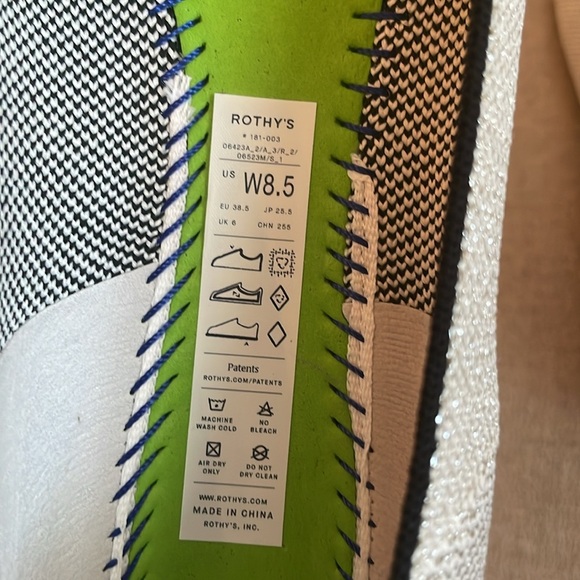 ROTHY'S
* 181-003
06423A_2/A_3/R_2/
06523M/S_1
US W8.5
EU 38.5 JP 25.5
UK 6 CHN 255
Patents
ROTHYS.COM/PATENTS
MACHINE WASH COLD
NO BLEACH
AIR DRY ONLY
DO NOT DRY CLEAN
WWW.ROTHYS.COM
MADE IN CHINA
ROTHY'S, INC.